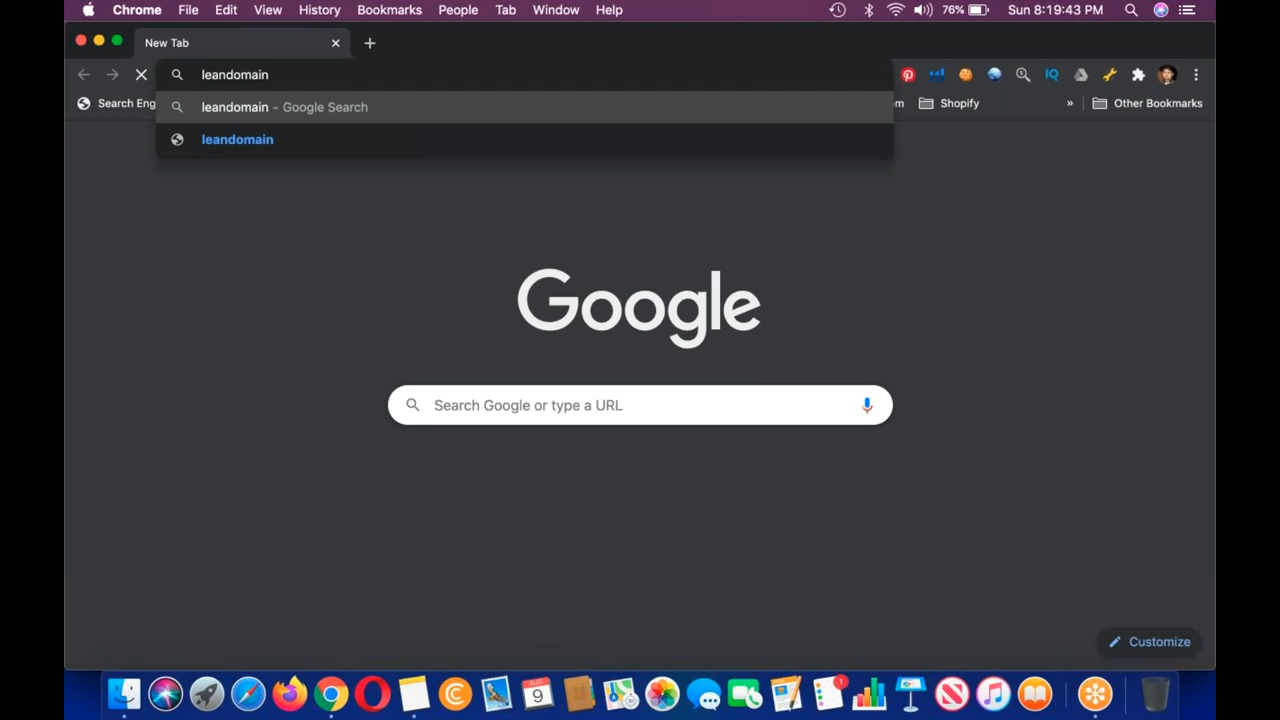 Chrome File Edit View History Bookmarks People Tab Window Help 76% Sun 8:19:43 PM
New Tab
leandomain
IQ
leandomain - Google Search
Search Eng
m Shopify » Other Bookmarks
leandomain
Google
Search Google or type a URL
Customize
9
1